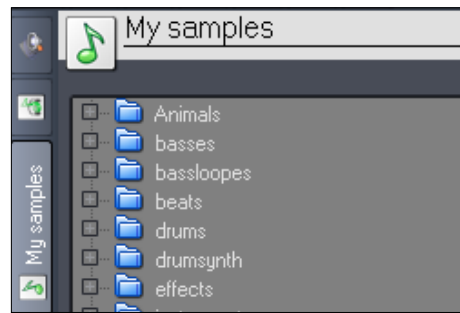 My samples
My samples
Animals
basses
bassloopes
beats
drums
drumsynth
effects